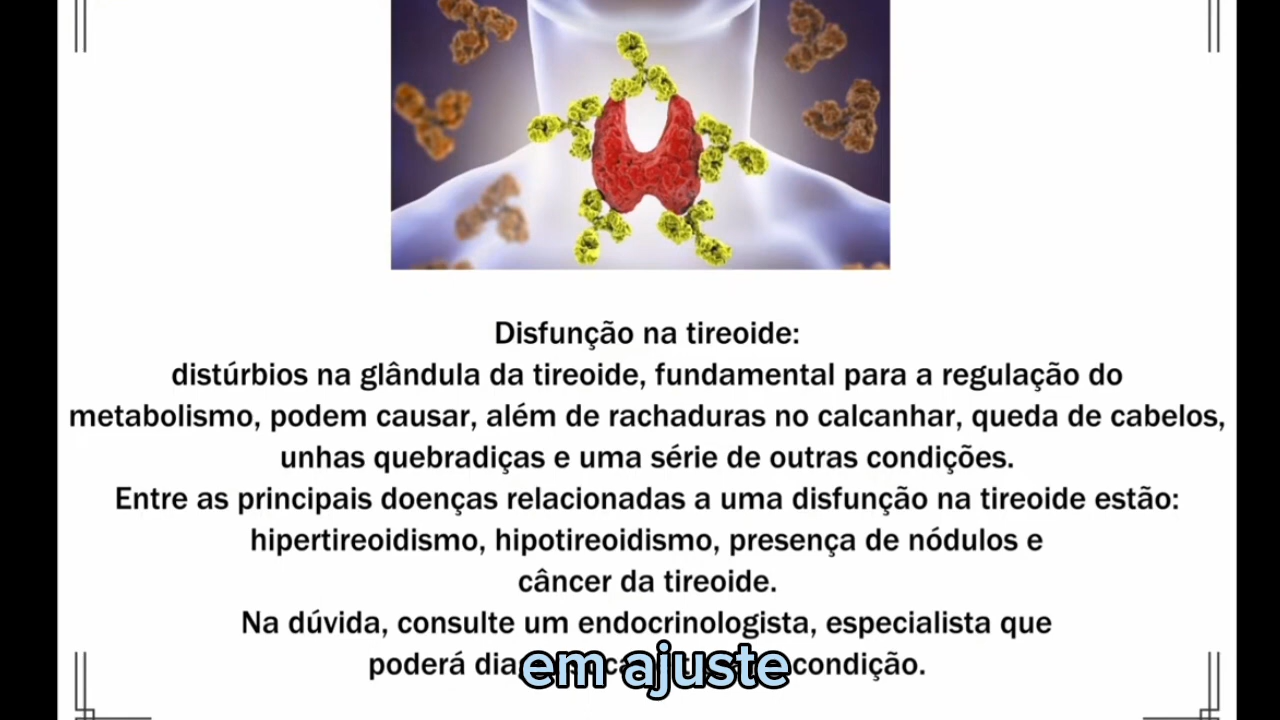 Disfunção na tireoide:
distúrbios na glândula da tireoide, fundamental para a regulação do
metabolismo, podem causar, além de rachaduras no calcanhar, queda de cabelos,
unhas quebradiças e uma série de outras condições.
Entre as principais doenças relacionadas a uma disfunção na tireoide estão:
hipertireoidismo, hipotireoidismo, presença de nódulos e
câncer da tireoide.
Na dúvida, consulte um endocrinologista, especialista que
poderá condição.
em ajuste